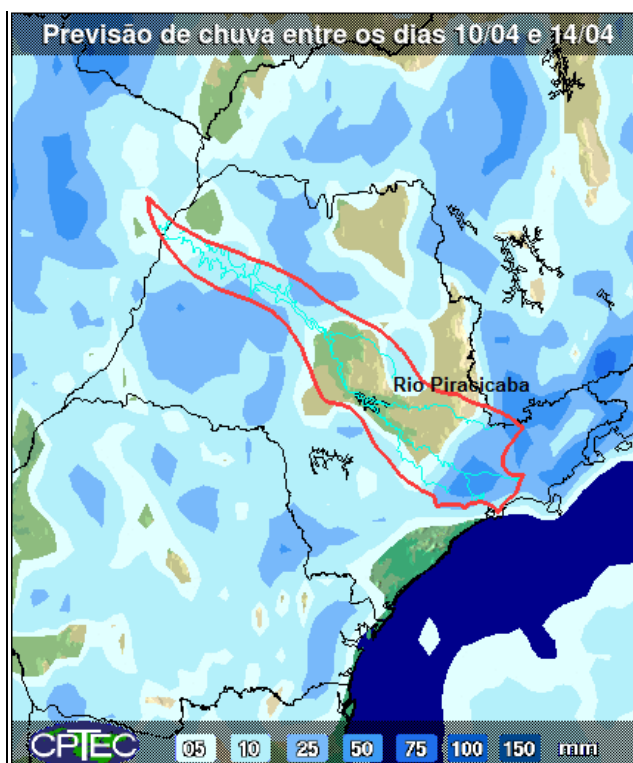 Previsão de chuva entre os dias 10/04 e 14/04
Rio Piracicaba
CPTEC 05 10 25 50 75 100 150 mm